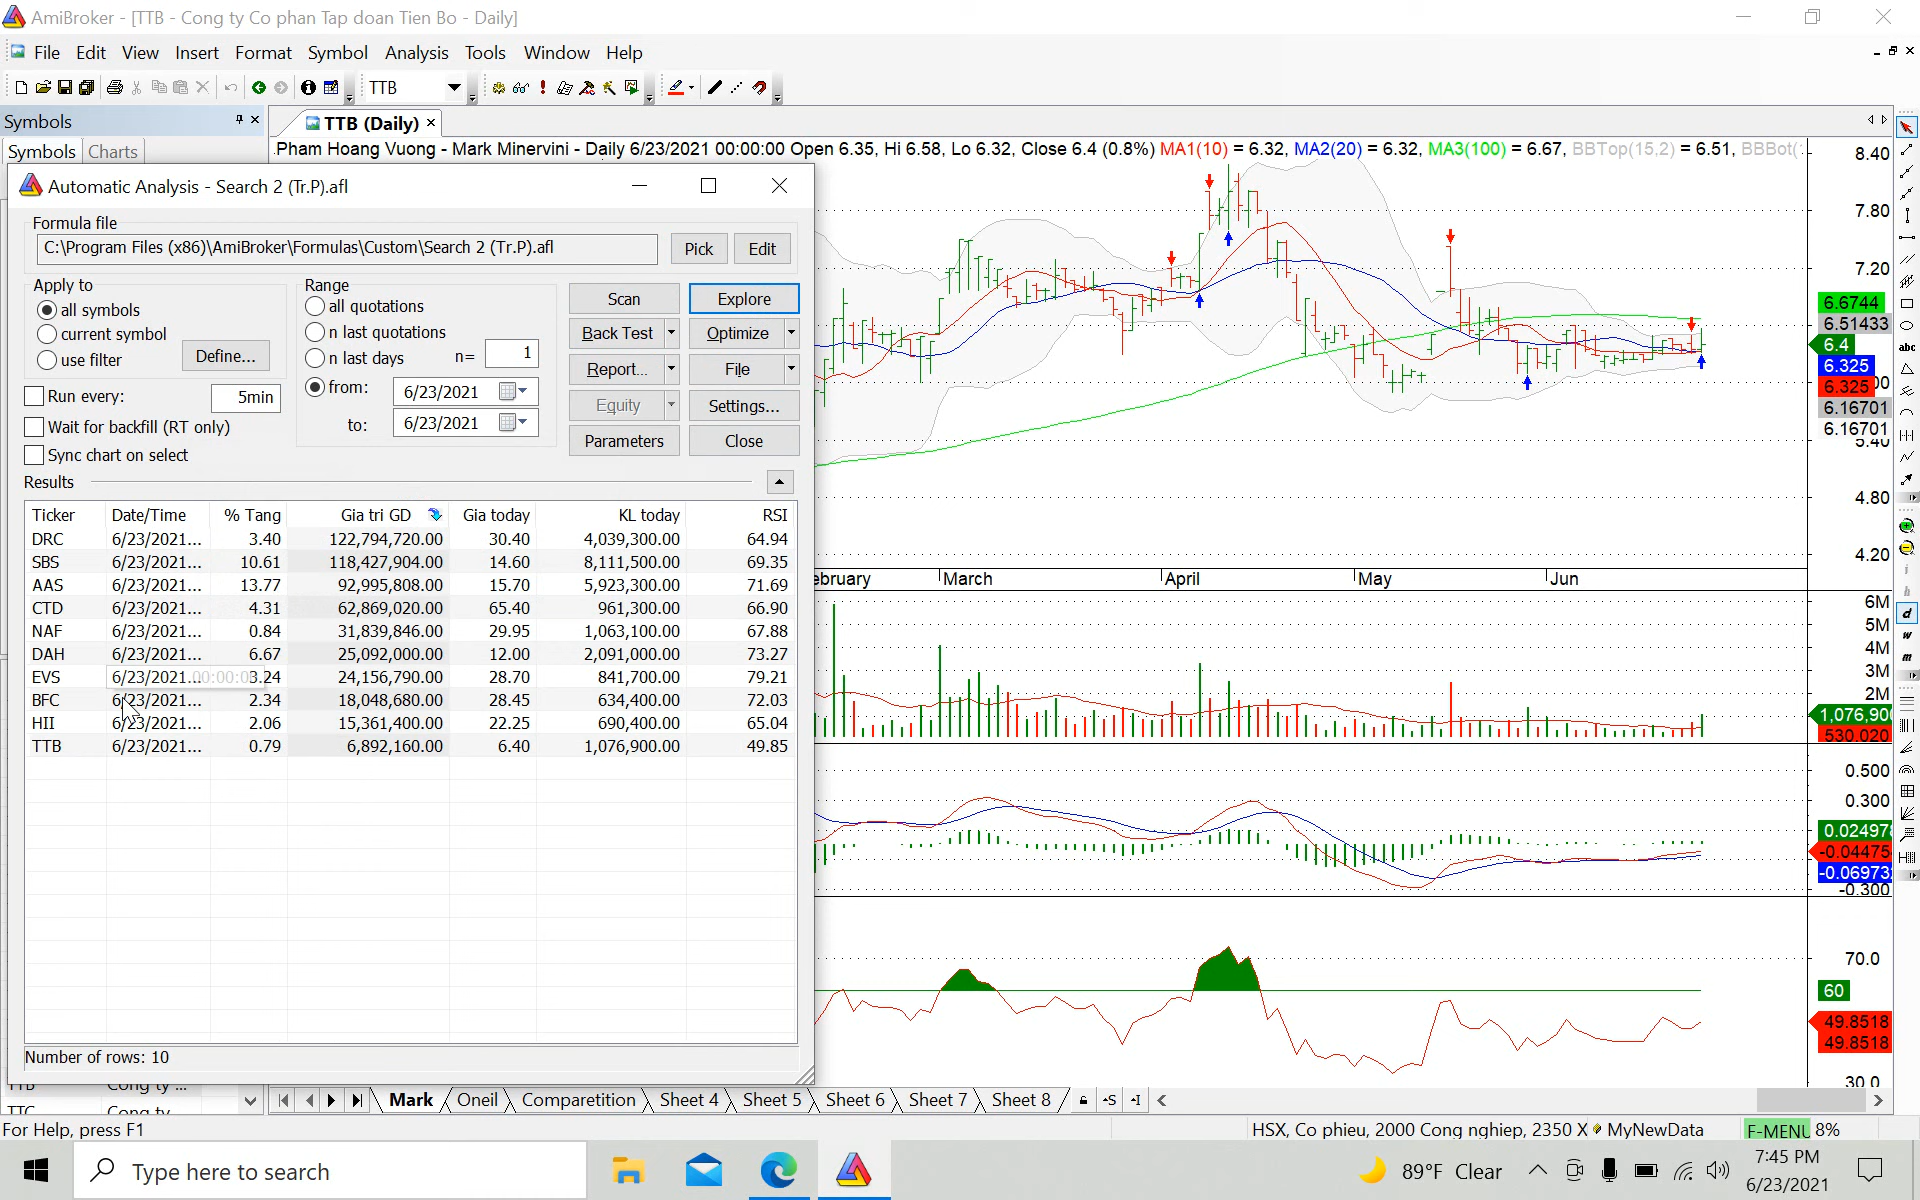 AmiBroker - [TTB - Cong ty Co phan Tap doan Tien Bo - Daily]
File Edit View Insert Format Symbol Analysis Tools Window Help
TTB
Symbols
TTB (Daily)
Symbols Charts
Pham Hoang Vuong - Mark Minervini - Daily 6/23/2021 00:00:00 Open 6.35, Hi 6.58, Lo 6.32, Close 6.4 (0.8%) MA1(10) = 6.32, MA2(20) = 6.32, MA3(100) = 6.67, BBTop(15,2) = 6.51, BBBot(
Automatic Analysis - Search 2 (Tr.P).afl
Formula file
C:\Program Files (x86)\AmiBroker\Formulas\Custom\Search 2 (Tr.P).afl
Pick Edit
Apply to
all symbols
current symbol
use filter
Define...
Range
all quotations
n last quotations
n last days n= 1
from: 6/23/2021
to: 6/23/2021
Scan Explore
Back Test Optimize
Report... File
Equity Settings...
Parameters Close
Run every: 5min
Wait for backfill (RT only)
Sync chart on select
Results
Ticker Date/Time % Tang Gia tri GD Gia today KL today RSI
DRC 6/23/2021... 3.40 122,794,720.00 30.40 4,039,300.00 64.94
SBS 6/23/2021... 10.61 118,427,904.00 14.60 8,111,500.00 69.35
AAS 6/23/2021... 13.77 92,995,808.00 15.70 5,923,300.00 71.69
CTD 6/23/2021... 4.31 62,869,020.00 65.40 961,300.00 66.90
NAF 6/23/2021... 0.84 31,839,846.00 29.95 1,063,100.00 67.88
DAH 6/23/2021... 6.67 25,092,000.00 12.00 2,091,000.00 73.27
EVS 6/23/2021... 3.24 24,156,790.00 28.70 841,700.00 79.21
BFC 6/23/2021... 2.34 18,048,680.00 28.45 634,400.00 72.03
HII 6/23/2021... 2.06 15,361,400.00 22.25 690,400.00 65.04
TTB 6/23/2021... 0.79 6,892,160.00 6.40 1,076,900.00 49.85
Number of rows: 10
8.40
7.80
7.20
6.6744
6.51433
6.4
6.325
6.325
6.16701
6.16701
5.40
4.80
4.20
ebruary March April May Jun
6M
5M
4M
3M
2M
1,076,90
530,020
0.500
0.300
0.02497
-0.04475
-0.06973
-0.300
70.0
60
49.8518
49.8518
30.0
abc
d
w
m
TTB Cong ty ...
TTC Cong ty
Mark Oneil Comparetition Sheet 4 Sheet 5 Sheet 6 Sheet 7 Sheet 8
For Help, press F1
HSX, Co phieu, 2000 Cong nghiep, 2350 X MyNewData F-MENU 8%
Type here to search
89°F Clear
7:45 PM
6/23/2021